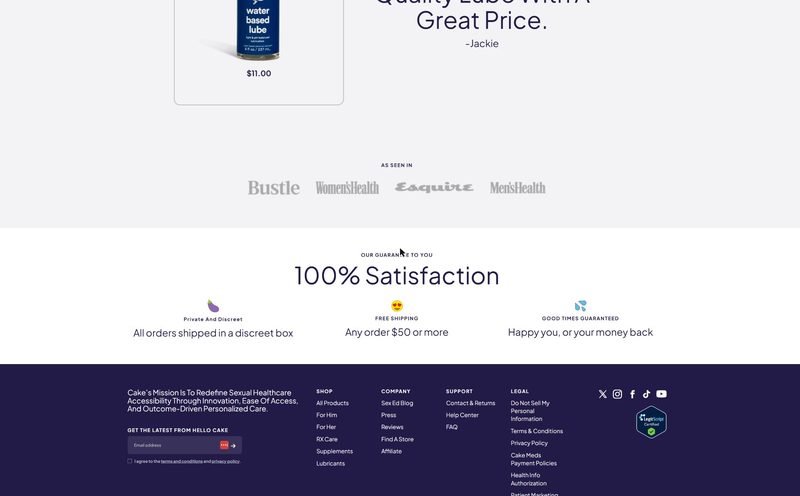 Quality Lube With A
Great Price.
-Jackie
water
based
lube
$11.00
AS SEEN IN
Bustle
Women'sHealth
Esquire
Men'sHealth
OUR GUARANTEE TO YOU
100% Satisfaction
Private And Discreet
All orders shipped in a discreet box
FREE SHIPPING
Any order $50 or more
GOOD TIMES GUARANTEED
Happy you, or your money back
Cake's Mission Is To Redefine Sexual Healthcare
Accessibility Through Innovation, Ease Of Access,
And Outcome-Driven Personalized Care.
GET THE LATEST FROM HELLO CAKE
Email address
I agree to the terms and conditions and privacy policy.
SHOP
All Products
For Him
For Her
RX Care
Supplements
Lubricants
COMPANY
Sex Ed Blog
Press
Reviews
Find A Store
Affiliate
SUPPORT
Contact & Returns
Help Center
FAQ
LEGAL
Do Not Sell My
Personal
Information
Terms & Conditions
Privacy Policy
Cake Meds
Payment Policies
Health Info
Authorization
Patient Marketing
LegitScript
Certified